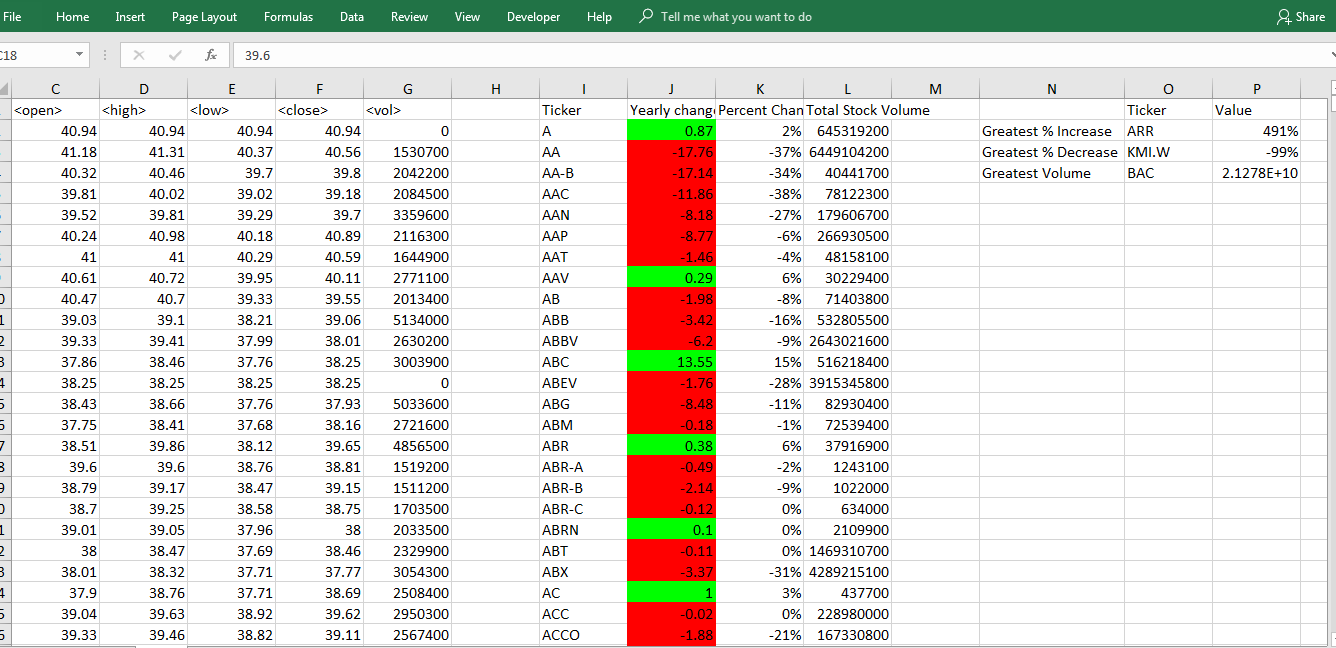 File Home Insert Page Layout Formulas Data Review View Developer Help Tell me what you want to do Share
C18 fx 39.6
C D E F G H I J K L M N O P
<open> <high> <low> <close> <vol> Ticker Yearly change Percent Chan Total Stock Volume Ticker Value
40.94 40.94 40.94 40.94 0 A 0.87 2% 645319200 Greatest % Increase ARR 491%
41.18 41.31 40.37 40.56 1530700 AA -17.76 -37% 6449104200 Greatest % Decrease KMI.W -99%
40.32 40.46 39.7 39.8 2042200 AA-B -17.14 -34% 40441700 Greatest Volume BAC 2.1278E+10
39.81 40.02 39.02 39.18 2084500 AAC -11.86 -38% 78122300
39.52 39.81 39.29 39.7 3359600 AAN -8.18 -27% 179606700
40.24 40.98 40.18 40.89 2116300 AAP -8.77 -6% 266930500
41 41 40.29 40.59 1644900 AAT -1.46 -4% 48158100
40.61 40.72 39.95 40.11 2771100 AAV 0.29 6% 30229400
40.47 40.7 39.33 39.55 2013400 AB -1.98 -8% 71403800
39.03 39.1 38.21 39.06 5134000 ABB -3.42 -16% 532805500
39.33 39.41 37.99 38.01 2630200 ABBV -6.2 -9% 2643021600
37.86 38.46 37.76 38.25 3003900 ABC 13.55 15% 516218400
38.25 38.25 38.25 38.25 0 ABEV -1.76 -28% 3915345800
38.43 38.66 37.76 37.93 5033600 ABG -8.48 -11% 82930400
37.75 38.41 37.68 38.16 2721600 ABM -0.18 -1% 72539400
38.51 39.86 38.12 39.65 4856500 ABR 0.38 6% 37916900
39.6 39.6 38.76 38.81 1519200 ABR-A -0.49 -2% 1243100
38.79 39.17 38.47 39.15 1511200 ABR-B -2.14 -9% 1022000
38.7 39.25 38.58 38.75 1703500 ABR-C -0.12 0% 634000
39.01 39.05 37.96 38 2033500 ABRN 0.1 0% 2109900
38 38.47 37.69 38.46 2329900 ABT -0.11 0% 1469310700
38.01 38.32 37.71 37.77 3054300 ABX -3.37 -31% 4289215100
37.9 38.76 37.71 38.69 2508400 AC 1 3% 437700
39.04 39.63 38.92 39.62 2950300 ACC -0.02 0% 228980000
39.33 39.46 38.82 39.11 2567400 ACCO -1.88 -21% 167330800